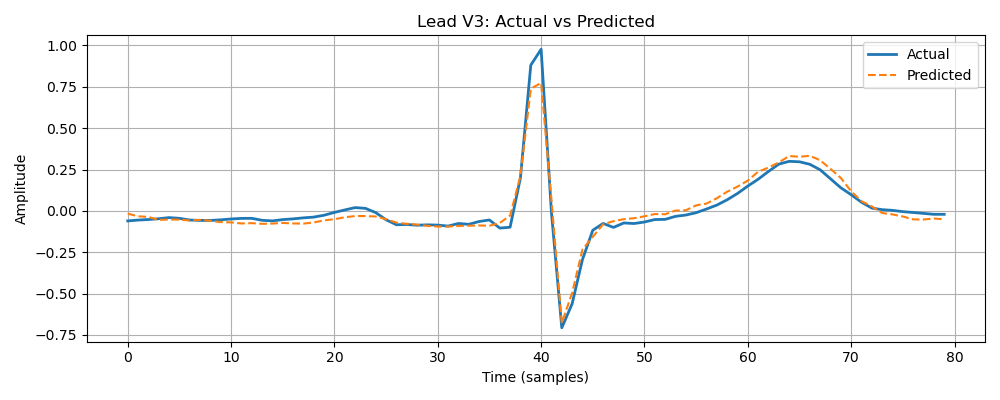 Lead V3: Actual vs Predicted
Actual
Predicted
Amplitude
1.00
0.75
0.50
0.25
0.00
−0.25
−0.50
−0.75
0 10 20 30 40 50 60 70 80
Time (samples)